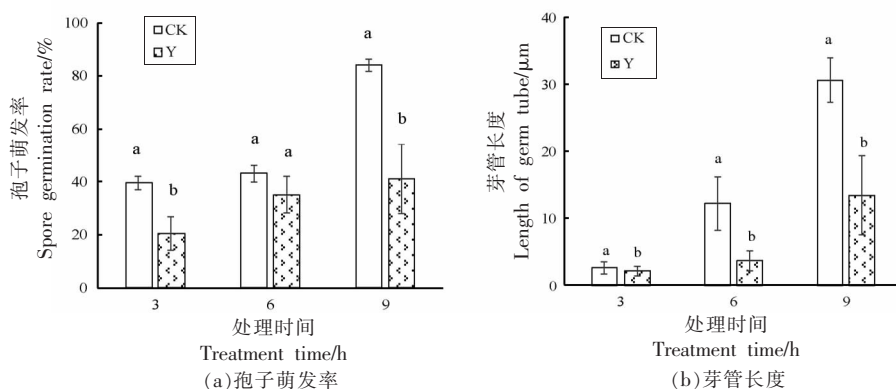 孢子萌发率
Spore germination rate/%
100
80
60
40
20
0
CK
Y
a
b
a
a
a
b
3
6
9
处理时间
Treatment time/h
(a)孢子萌发率
芽管长度
Length of germ tube/μm
40
30
20
10
0
CK
Y
a
b
a
b
a
b
3
6
9
处理时间
Treatment time/h
(b)芽管长度